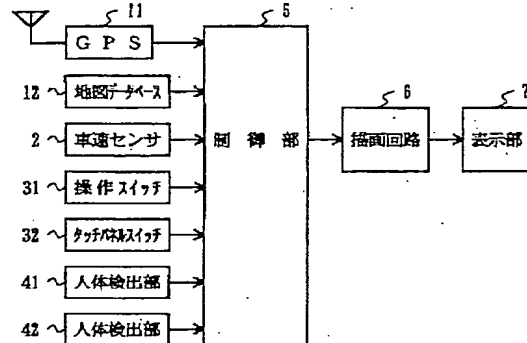 11
5
GPS
12 地図データベース
6
7
2 車速センサ
制御部
描画回路
表示部
31 操作スイッチ
32 タッチパネルスイッチ
41 人体検出部
42 人体検出部